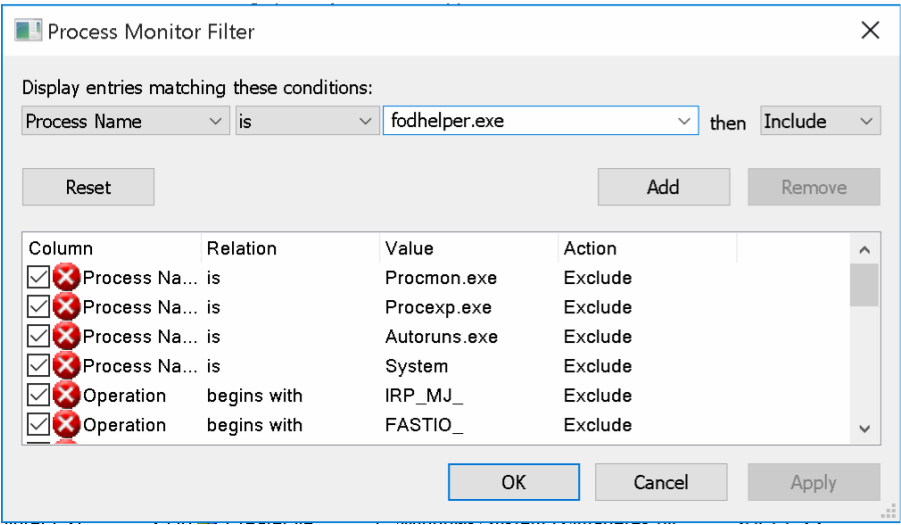 Process Monitor Filter
Display entries matching these conditions:
Process Name is fodhelper.exe then Include
Reset Add Remove
Column Relation Value Action
Process Na... is Procmon.exe Exclude
Process Na... is Procexp.exe Exclude
Process Na... is Autoruns.exe Exclude
Process Na... is System Exclude
Operation begins with IRP_MJ_ Exclude
Operation begins with FASTIO_ Exclude
OK Cancel Apply